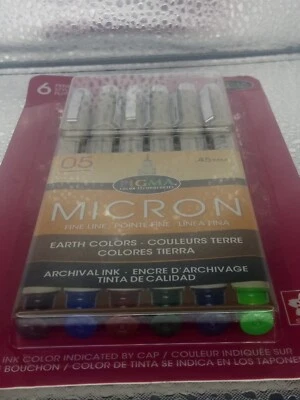 6
05
.45mm
PIGMA
MICRON
FINE LINE · POINTE FINE · LINEA FINA
EARTH COLORS · COULEURS TERRE
COLORES TIERRA
ARCHIVAL INK · ENCRE D'ARCHIVAGE
TINTA DE CALIDAD
INK COLOR INDICATED BY CAP / COULEUR INDIQUÉE SUR
BOUCHON / COLOR DE TINTA SE INDICA EN LOS TAPONE